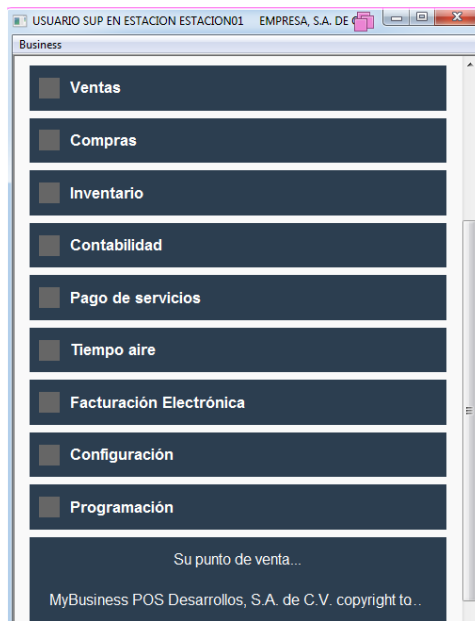 USUARIO SUP EN ESTACION ESTACION01 EMPRESA, S.A. DE
Business
Ventas
Compras
Inventario
Contabilidad
Pago de servicios
Tiempo aire
Facturación Electrónica
Configuración
Programación
Su punto de venta...
MyBusiness POS Desarrollos, S.A. de C.V. copyright to..